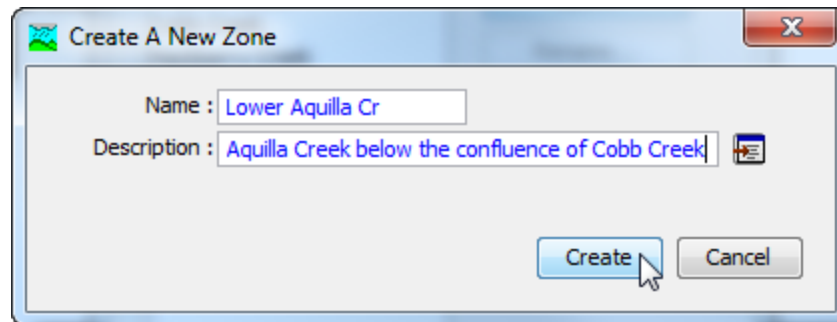 Create A New Zone
Name : Lower Aquilla Cr
Description : Aquilla Creek below the confluence of Cobb Creek
Create Cancel